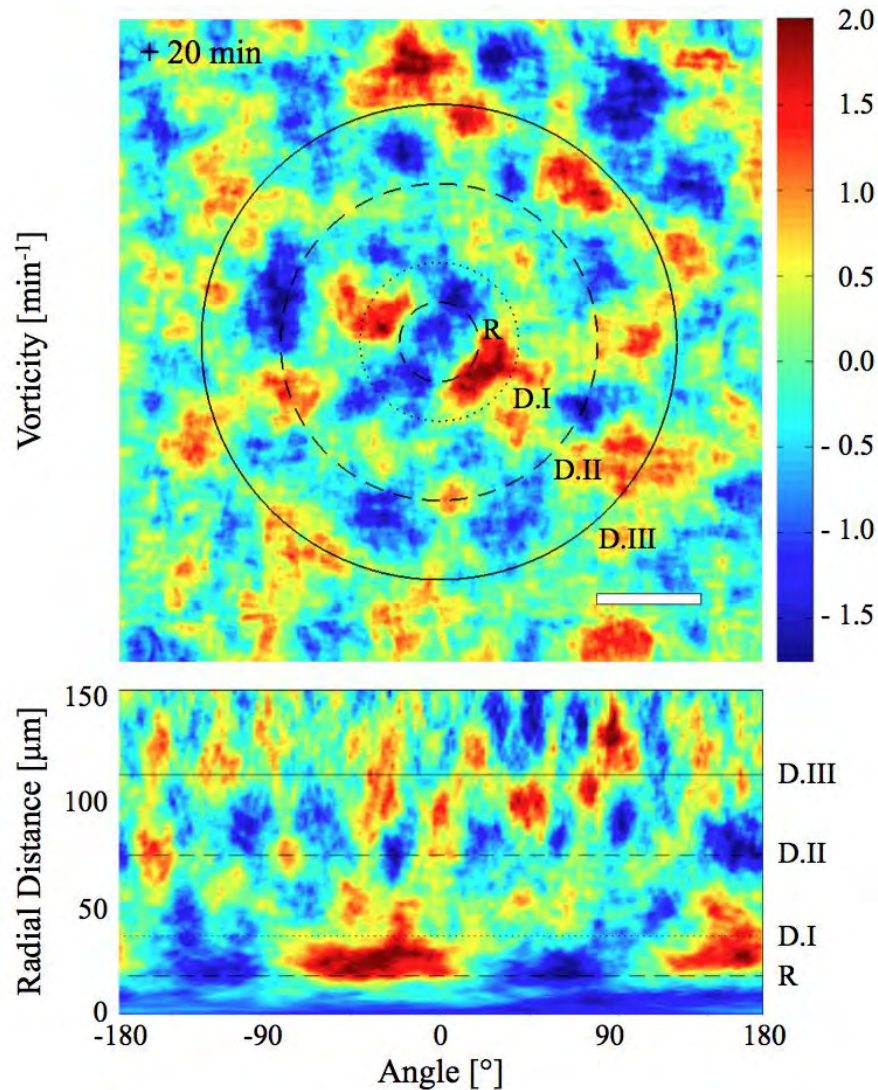 + 20 min
2.0
1.5
1.0
0.5
0.0
- 0.5
- 1.0
- 1.5
Vorticity [min⁻¹]
R
D.I
D.II
D.III
150
100
50
0
Radial Distance [μm]
D.III
D.II
D.I
R
-180
-90
0
90
180
Angle [°]